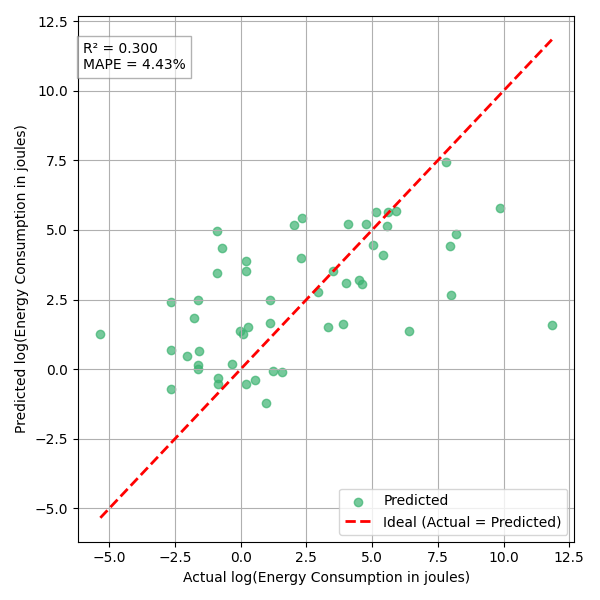 12.5
10.0
7.5
5.0
2.5
0.0
−2.5
−5.0
Predicted log(Energy Consumption in joules)
R² = 0.300
MAPE = 4.43%
Predicted
Ideal (Actual = Predicted)
−5.0 −2.5 0.0 2.5 5.0 7.5 10.0 12.5
Actual log(Energy Consumption in joules)